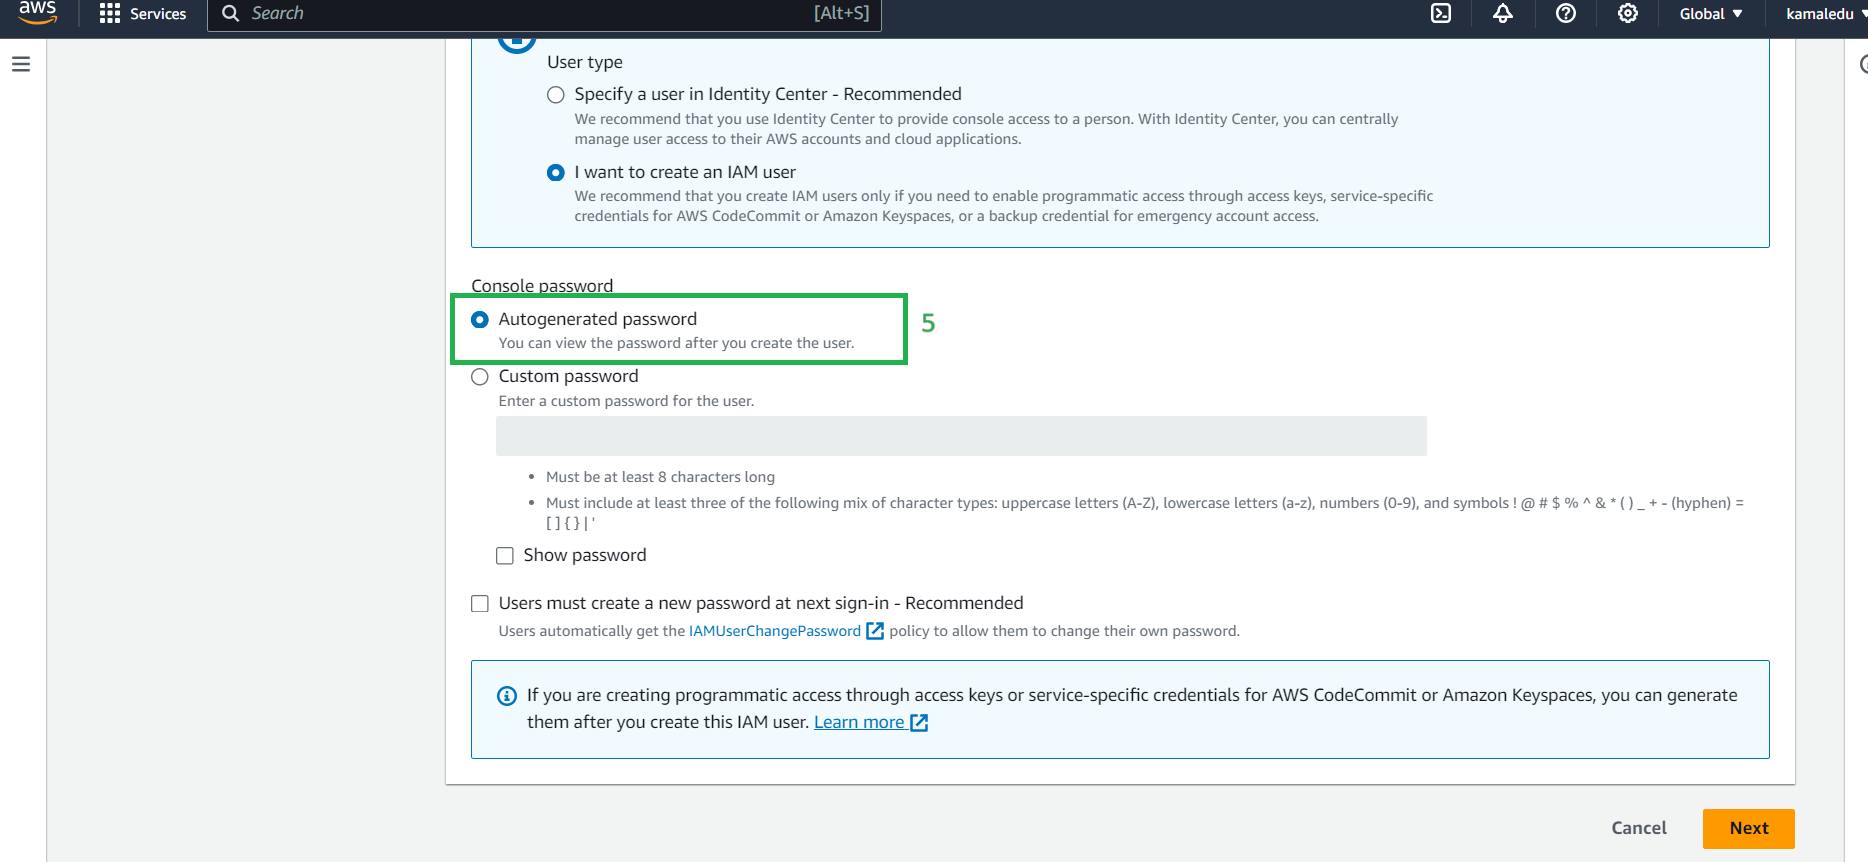 aws Services Search [Alt+S] Global kamaledu
User type
Specify a user in Identity Center - Recommended
We recommend that you use Identity Center to provide console access to a person. With Identity Center, you can centrally
manage user access to their AWS accounts and cloud applications.
I want to create an IAM user
We recommend that you create IAM users only if you need to enable programmatic access through access keys, service-specific
credentials for AWS CodeCommit or Amazon Keyspaces, or a backup credential for emergency account access.
Console password
Autogenerated password
5
You can view the password after you create the user.
Custom password
Enter a custom password for the user.
• Must be at least 8 characters long
• Must include at least three of the following mix of character types: uppercase letters (A-Z), lowercase letters (a-z), numbers (0-9), and symbols ! @ # $ % ^ & * ( ) _ + - (hyphen) =
[ ] { } | '
Show password
Users must create a new password at next sign-in - Recommended
Users automatically get the IAMUserChangePassword policy to allow them to change their own password.
If you are creating programmatic access through access keys or service-specific credentials for AWS CodeCommit or Amazon Keyspaces, you can generate
them after you create this IAM user. Learn more
Cancel Next